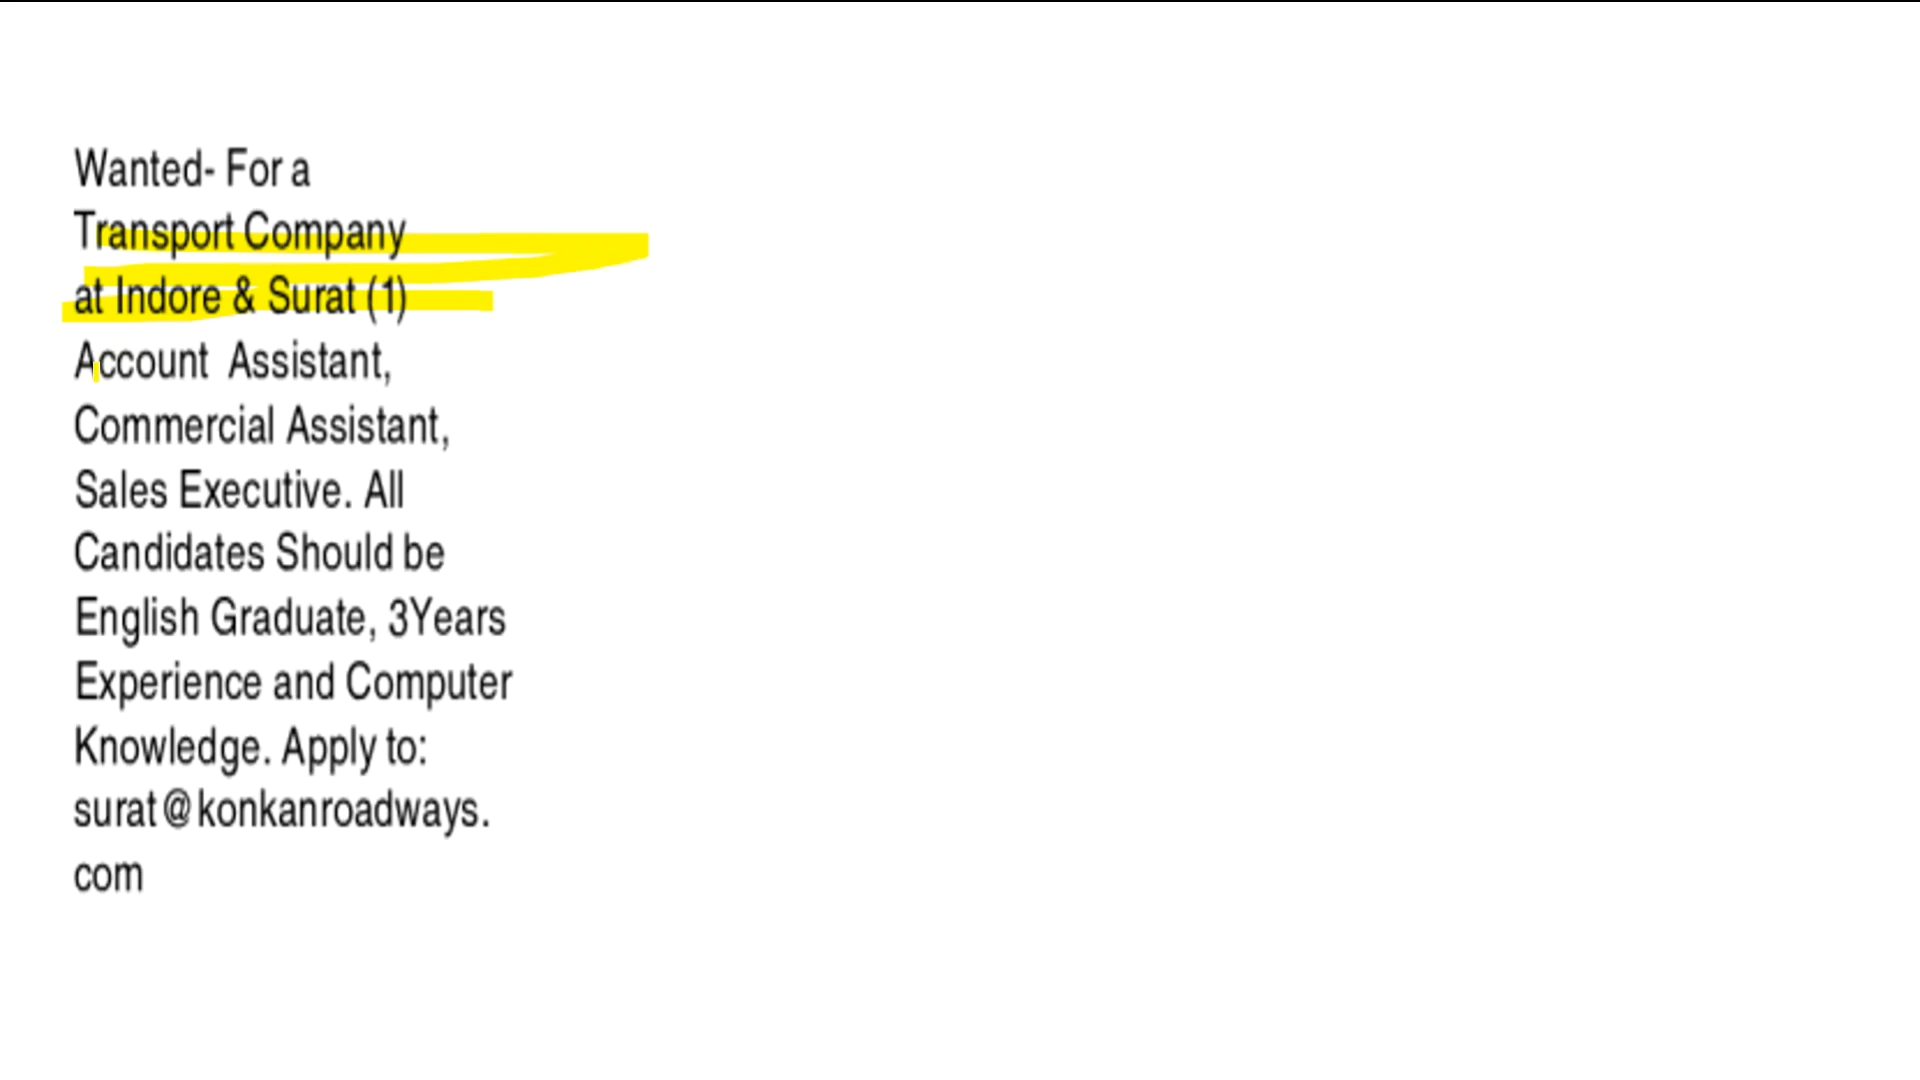 Wanted- For a
Transport Company
at Indore & Surat (1)
Account Assistant,
Commercial Assistant,
Sales Executive. All
Candidates Should be
English Graduate, 3Years
Experience and Computer
Knowledge. Apply to:
surat@konkanroadways.
com